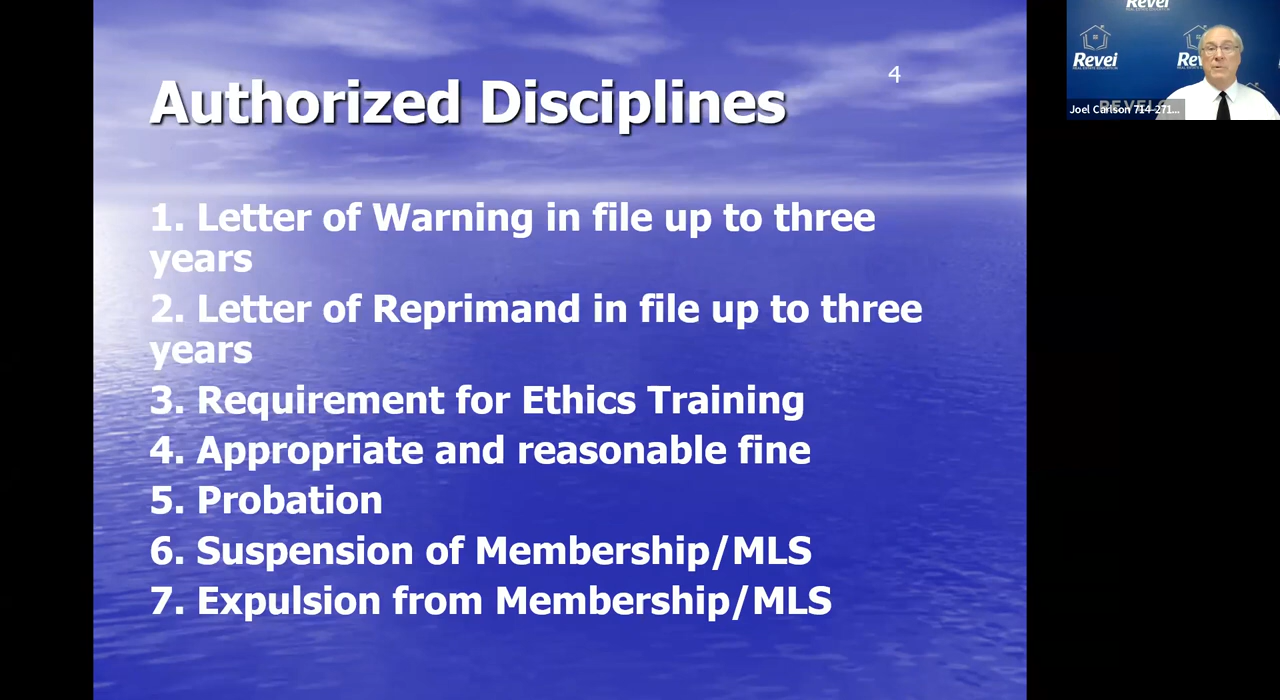 4
Authorized Disciplines
1. Letter of Warning in file up to three
years
2. Letter of Reprimand in file up to three
years
3. Requirement for Ethics Training
4. Appropriate and reasonable fine
5. Probation
6. Suspension of Membership/MLS
7. Expulsion from Membership/MLS
Revei
Revei
Joel Carlson 714-271...